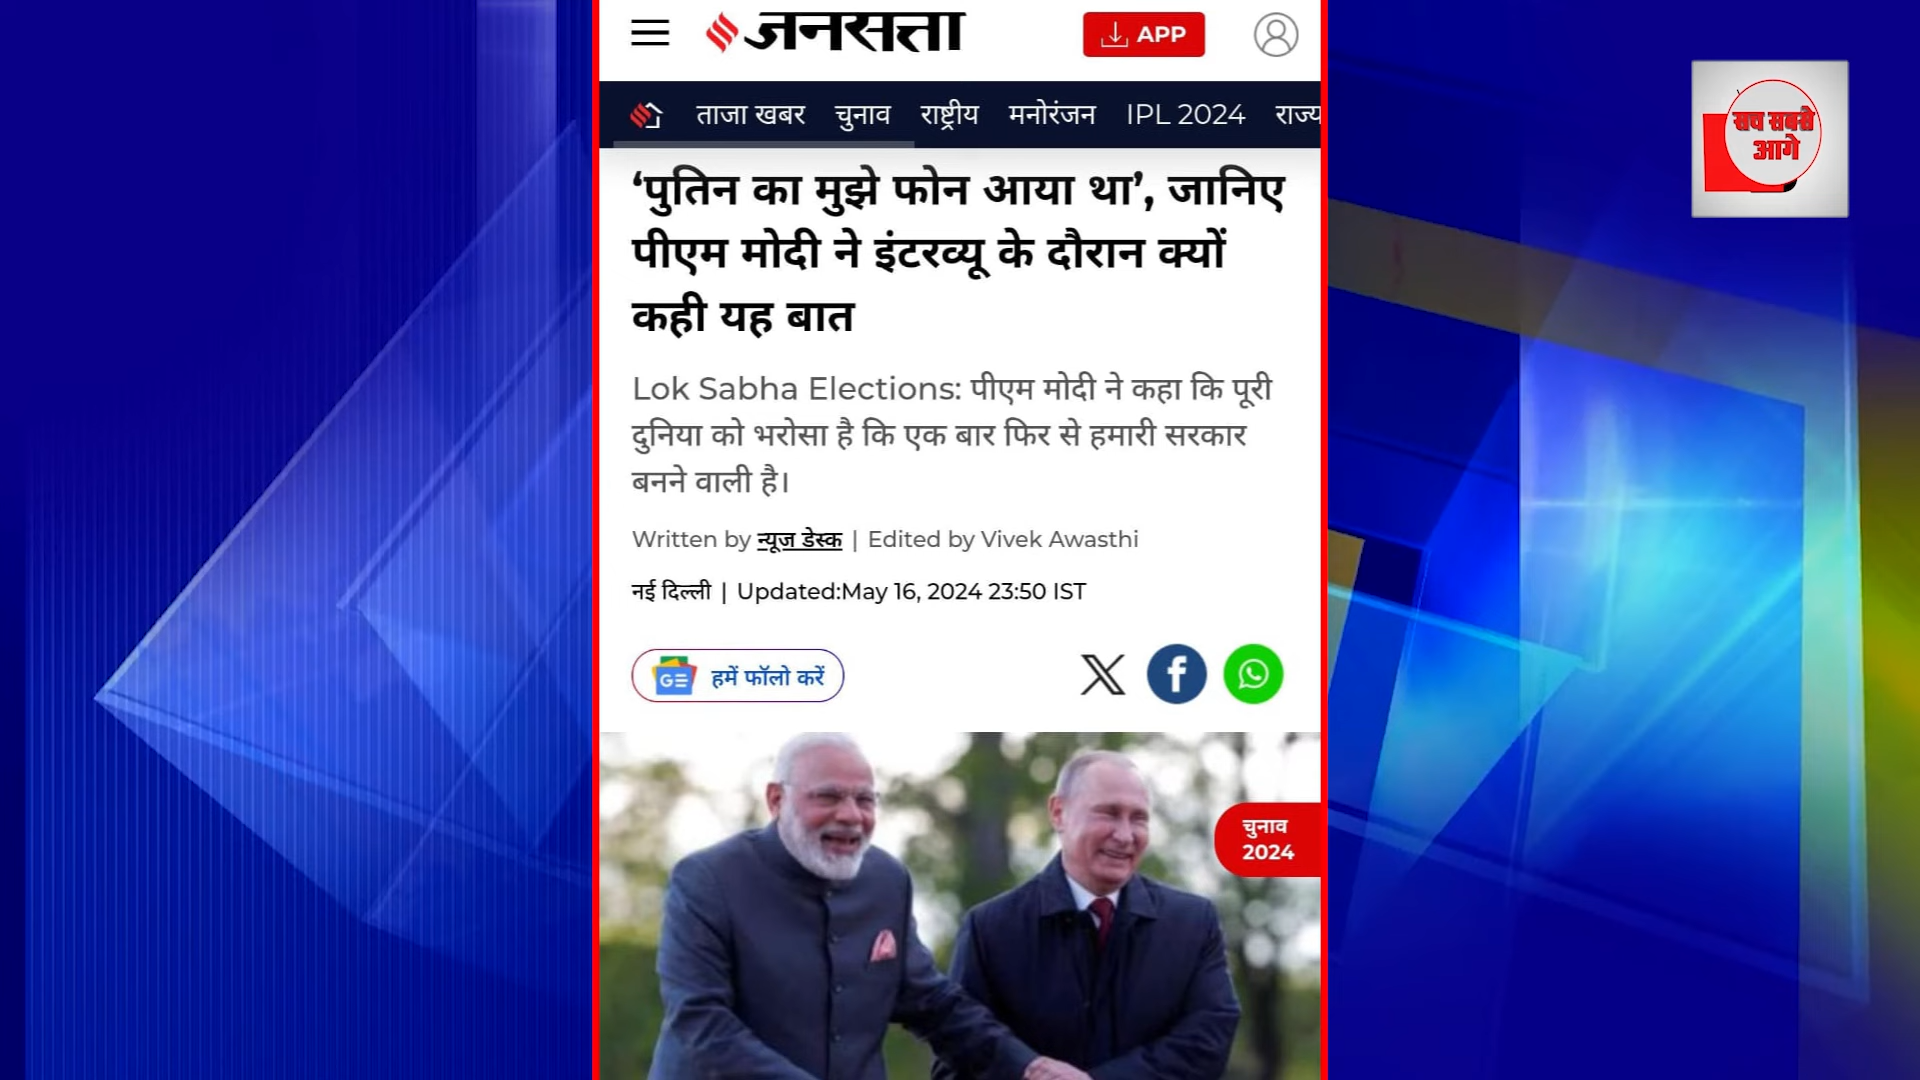 जनसत्ता
APP
ताजा खबर चुनाव राष्ट्रीय मनोरंजन IPL 2024 राज्य
सच सबसे
आगे
‘पुतिन का मुझे फोन आया था’, जानिए
पीएम मोदी ने इंटरव्यू के दौरान क्यों
कही यह बात
Lok Sabha Elections: पीएम मोदी ने कहा कि पूरी
दुनिया को भरोसा है कि एक बार फिर से हमारी सरकार
बनने वाली है।
Written by न्यूज डेस्क | Edited by Vivek Awasthi
नई दिल्ली | Updated:May 16, 2024 23:50 IST
GE हमें फॉलो करें
चुनाव
2024